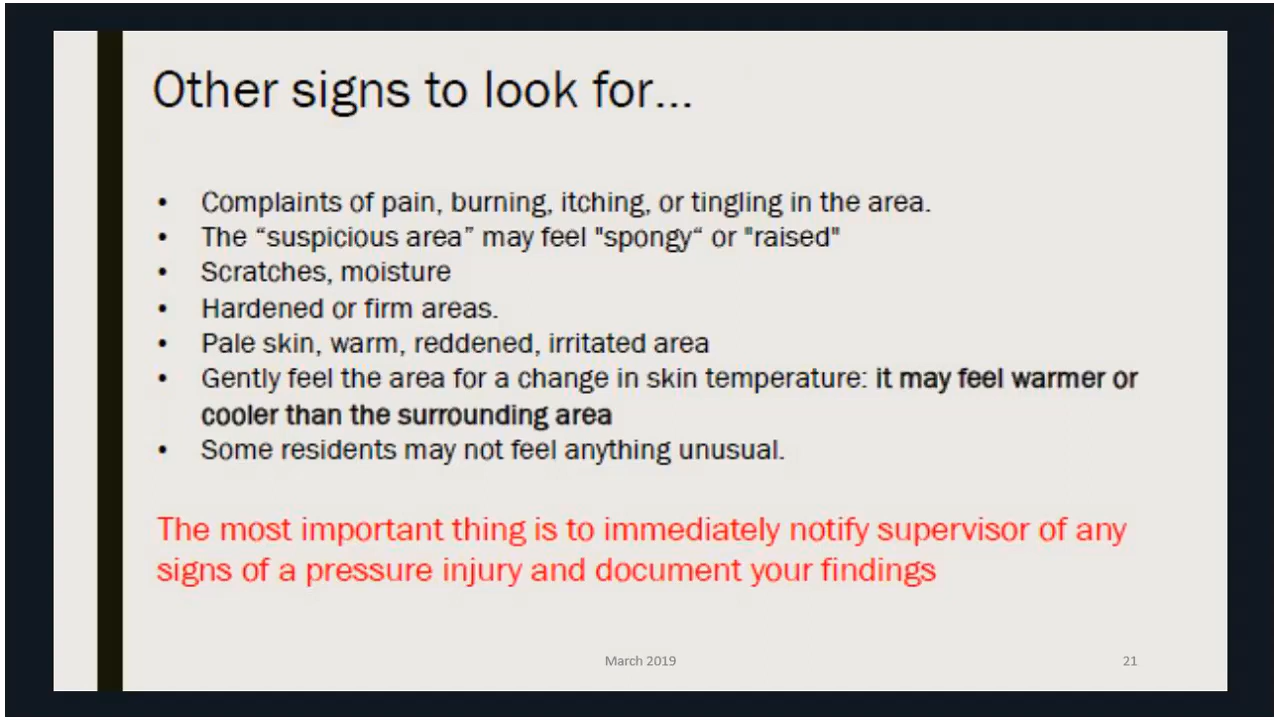 Other signs to look for...
• Complaints of pain, burning, itching, or tingling in the area.
• The “suspicious area” may feel "spongy“ or "raised"
• Scratches, moisture
• Hardened or firm areas.
• Pale skin, warm, reddened, irritated area
• Gently feel the area for a change in skin temperature: it may feel warmer or
cooler than the surrounding area
• Some residents may not feel anything unusual.
The most important thing is to immediately notify supervisor of any
signs of a pressure injury and document your findings
March 2019
21